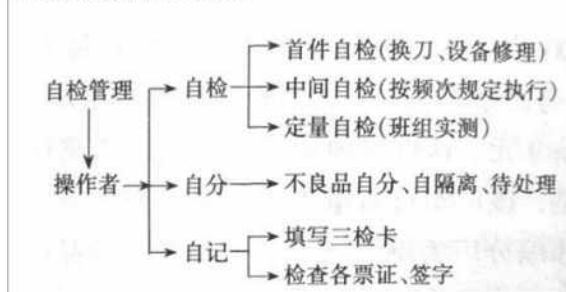 首件自检(换刀、设备修理)
自检管理
自检
中间自检(按频次规定执行)
定量自检(班组实测)
操作者
自分
不良品自分、自隔离、待处理
自记
填写三检卡
检查各票证、签字